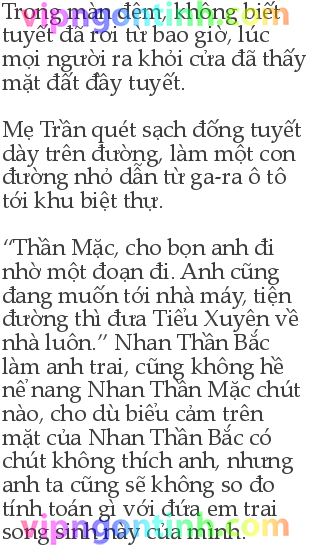 Trong màn đêm, không biết
tuyết đã rơi từ bao giờ, lúc
mọi người ra khỏi cửa đã thấy
mặt đất đầy tuyết.
Mẹ Trần quét sạch đống tuyết
dày trên đường, làm một con
đường nhỏ dẫn từ ga-ra ô tô
tới khu biệt thự.
“Thần Mặc, cho bọn anh đi
nhờ một đoạn đi. Anh cũng
đang muốn tới nhà máy, tiện
đường thì đưa Tiểu Xuyên về
nhà luôn.” Nhan Thần Bắc
làm anh trai, cũng không hề
nể nang Nhan Thần Mặc chút
nào, cho dù biểu cảm trên
mặt của Nhan Thần Bắc có
chút không thích anh, nhưng
anh ta cũng sẽ không so đo
tính toán gì với đứa em trai
song sinh này của mình.
vipngontinh.com
vipngontinh.com